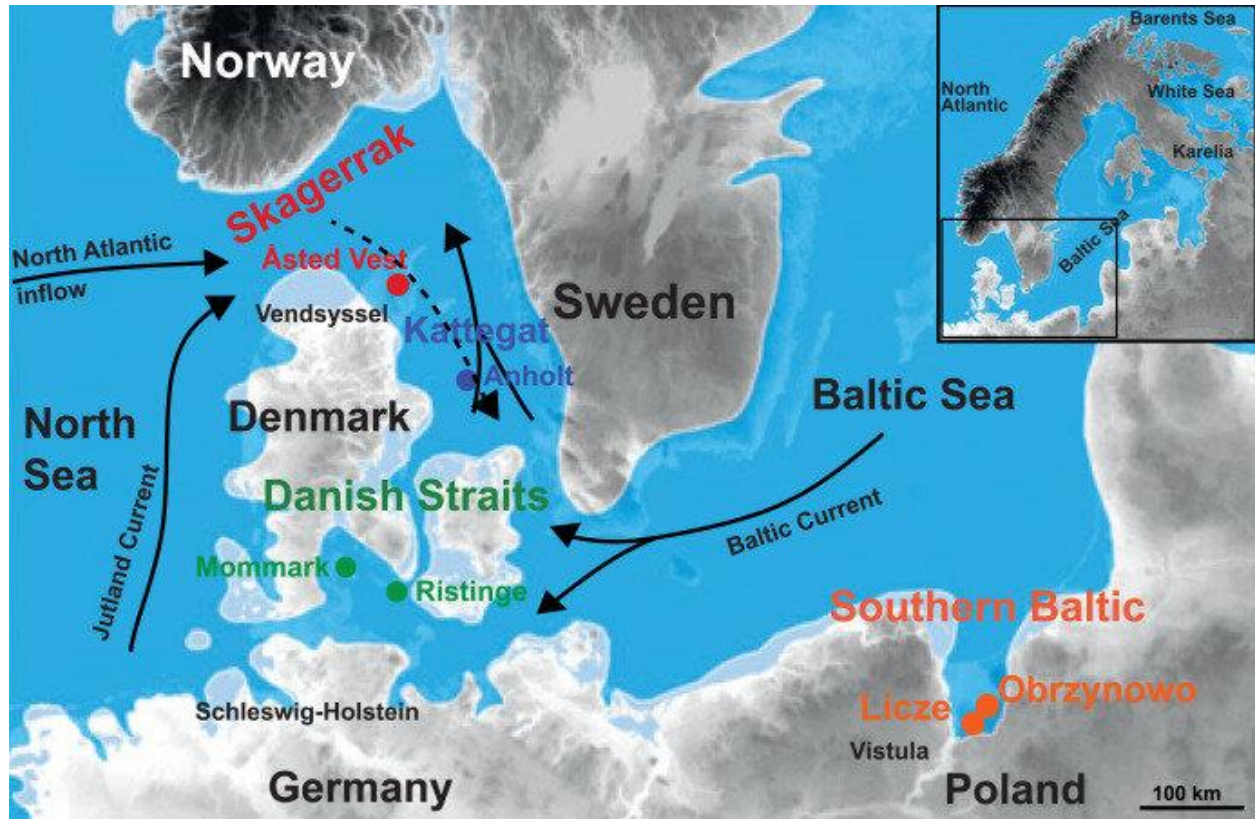 Norway
Barents Sea
North
Atlantic
White Sea
Karelia
Baltic Sea
Skagerrak
North Atlantic
inflow
Åsted Vest
Vendsyssel
Kattegat
Anholt
Sweden
Denmark
North
Sea
Baltic Sea
Jutland Current
Danish Straits
Baltic Current
Mommark
Ristinge
Southern Baltic
Obrzynowo
Licze
Schleswig-Holstein
Vistula
Germany
Poland
100 km